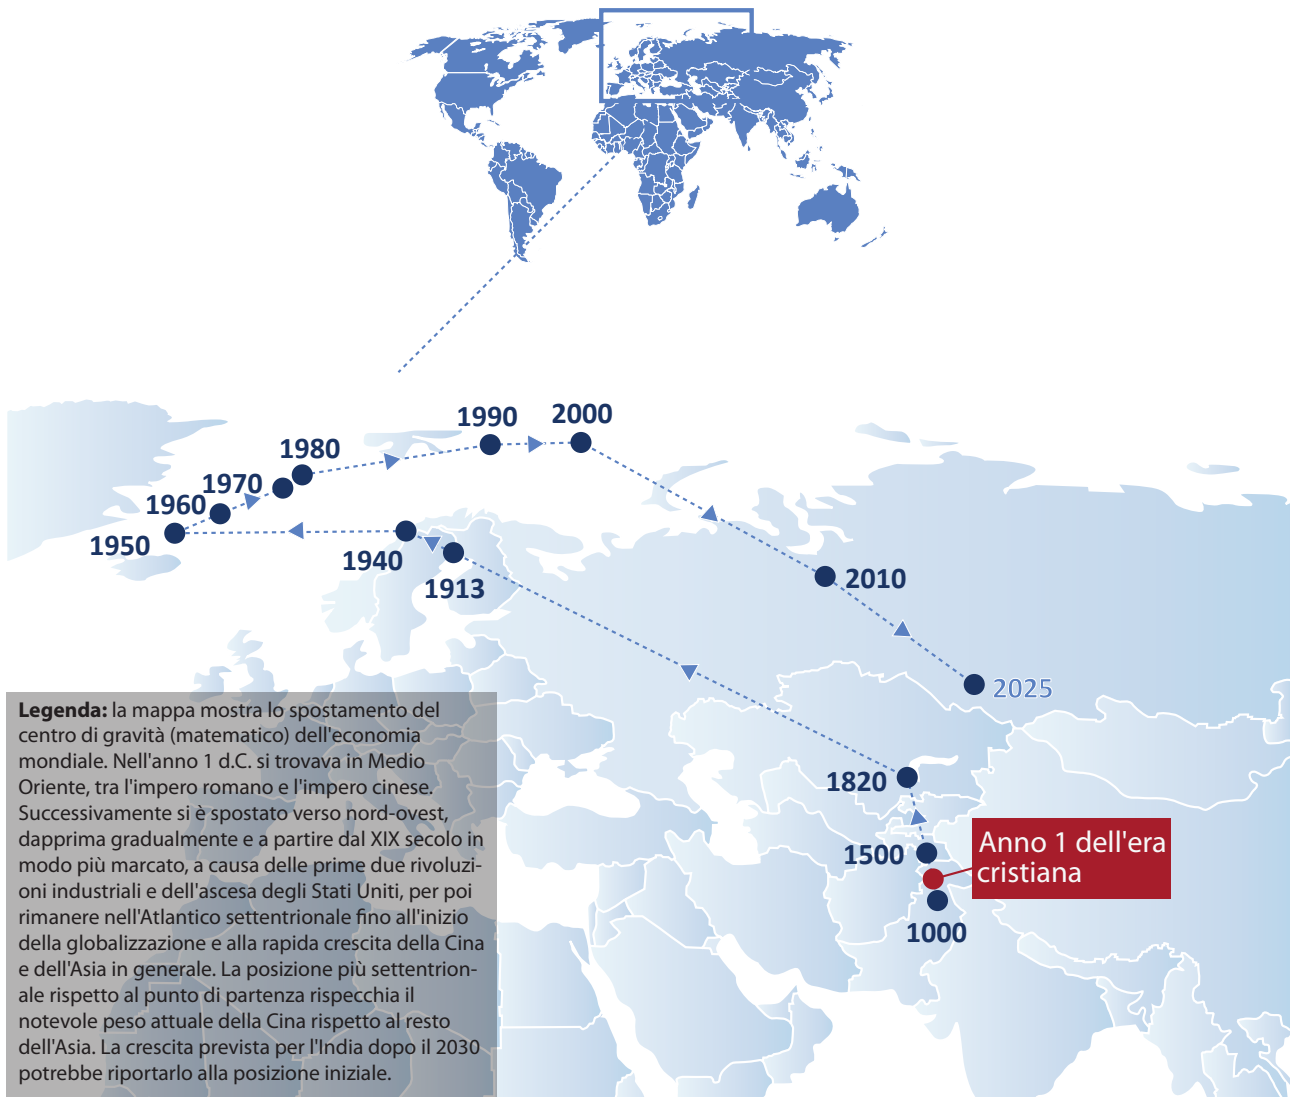 1990
2000
1980
1970
1960
1950
1940
1913
2010
2025
1820
1500
Anno 1 dell'era
cristiana
1000
Legenda: la mappa mostra lo spostamento del
centro di gravità (matematico) dell'economia
mondiale. Nell'anno 1 d.C. si trovava in Medio
Oriente, tra l'impero romano e l'impero cinese.
Successivamente si è spostato verso nord-ovest,
dapprima gradualmente e a partire dal XIX secolo in
modo più marcato, a causa delle prime due rivoluzi-
oni industriali e dell'ascesa degli Stati Uniti, per poi
rimanere nell'Atlantico settentrionale fino all'inizio
della globalizzazione e alla rapida crescita della Cina
e dell'Asia in generale. La posizione più settentrion-
ale rispetto al punto di partenza rispecchia il
notevole peso attuale della Cina rispetto al resto
dell'Asia. La crescita prevista per l'India dopo il 2030
potrebbe riportarlo alla posizione iniziale.